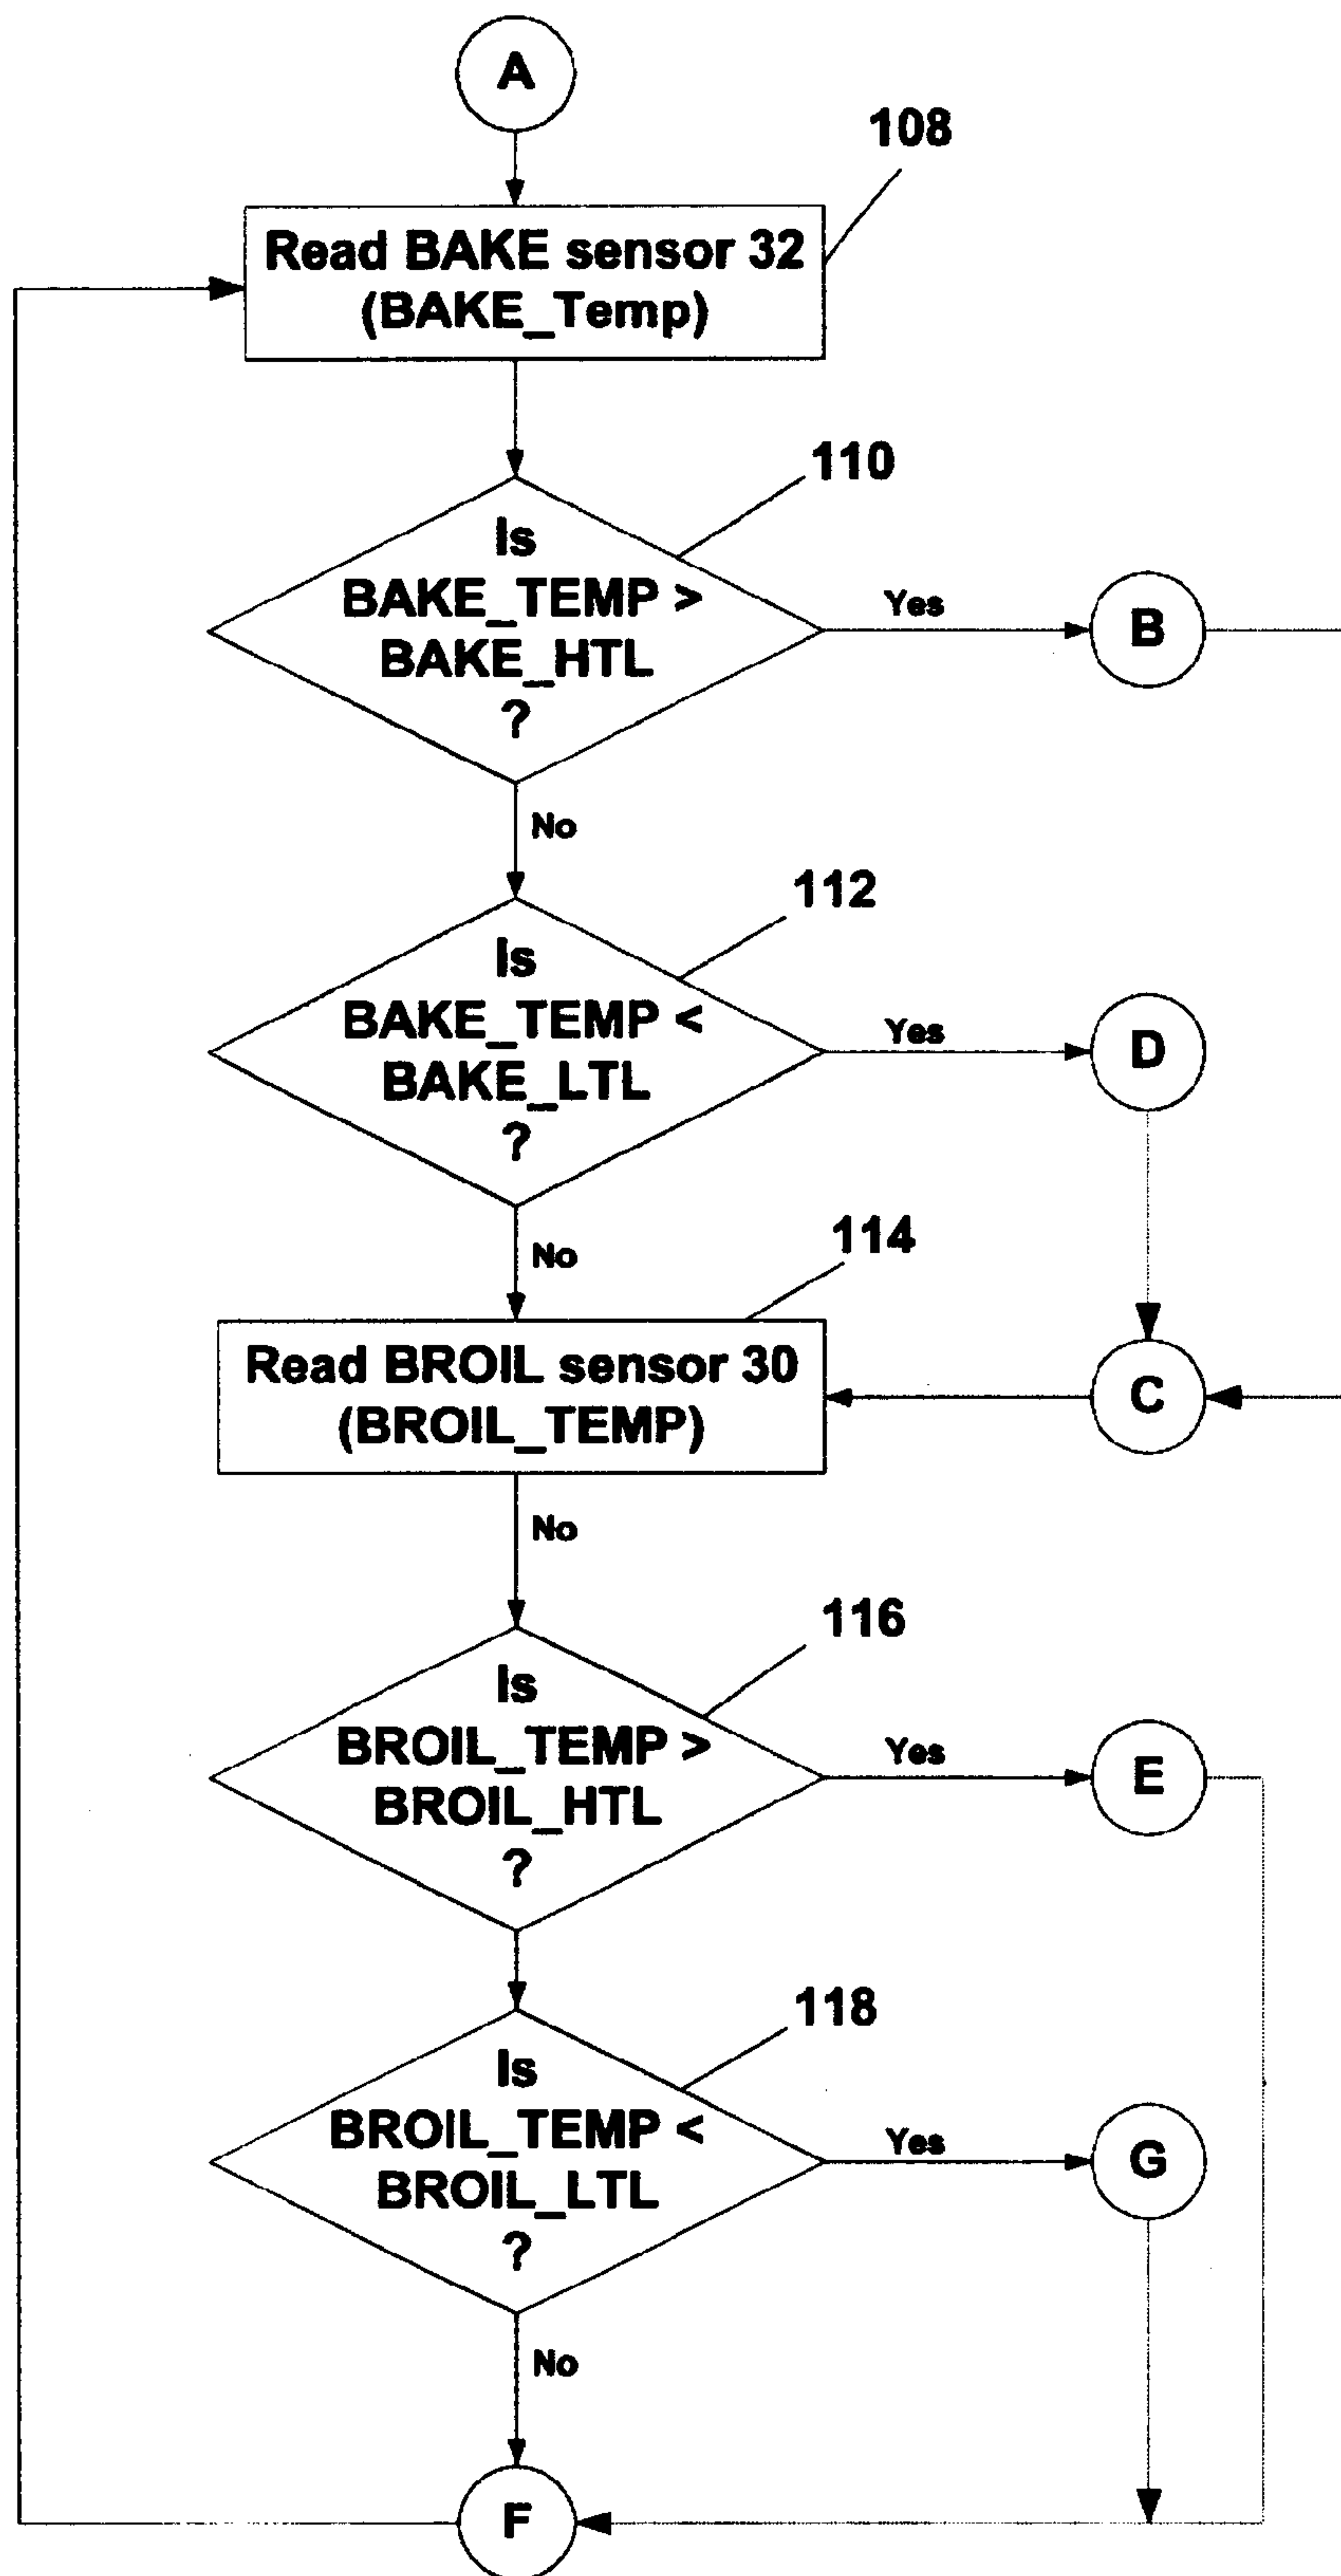 A
108
Read BAKE sensor 32
(BAKE_Temp)
110
Is
BAKE_TEMP >
BAKE_HTL
?
Yes
B
No
112
Is
BAKE_TEMP <
BAKE_LTL
?
Yes
D
No
114
Read BROIL sensor 30
(BROIL_TEMP)
C
No
116
Is
BROIL_TEMP >
BROIL_HTL
?
Yes
E
118
Is
BROIL_TEMP <
BROIL_LTL
?
Yes
G
No
F